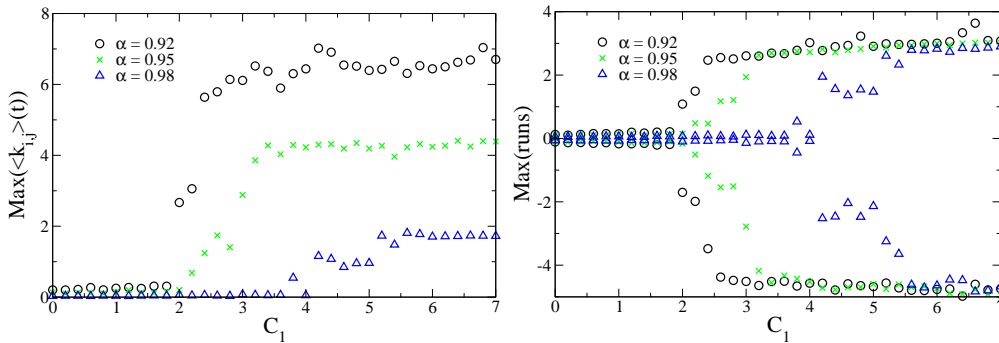 α = 0.92
α = 0.95
α = 0.98
Max(<k_{i,j}>(t)
8
6
4
2
0
0 1 2 3 4 5 6 7
C_1
α = 0.92
α = 0.95
α = 0.98
Max(runs)
4
2
0
-2
-4
0 1 2 3 4 5 6 7
C_1